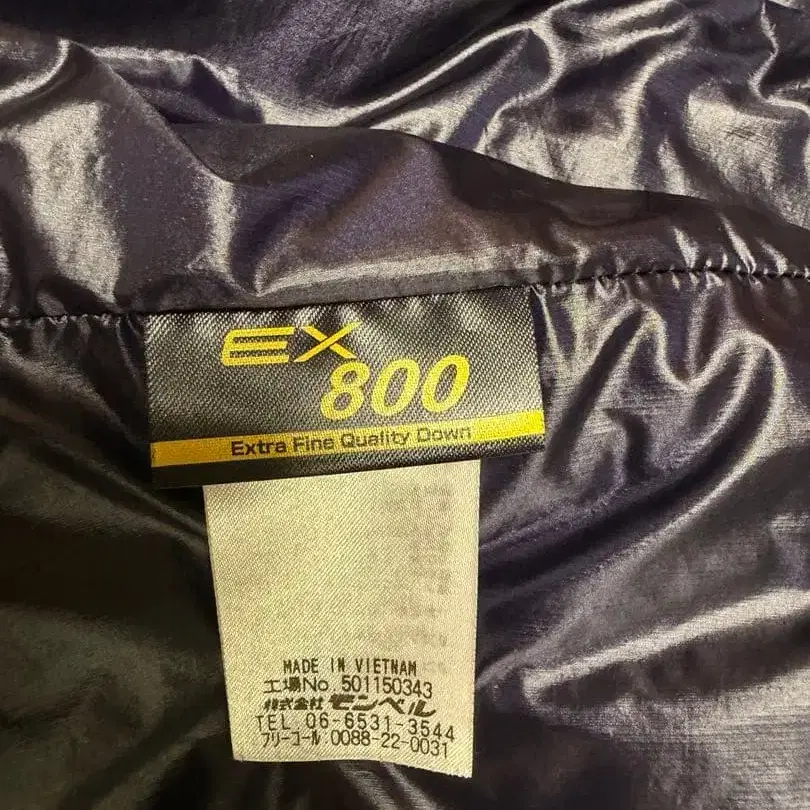 EX
800
Extra Fine Quality Down
MADE IN VIETNAM
工場No. 501150343
株式会社 モンベル
TEL 06-6531-3544
フリーコール 0088-22-0031